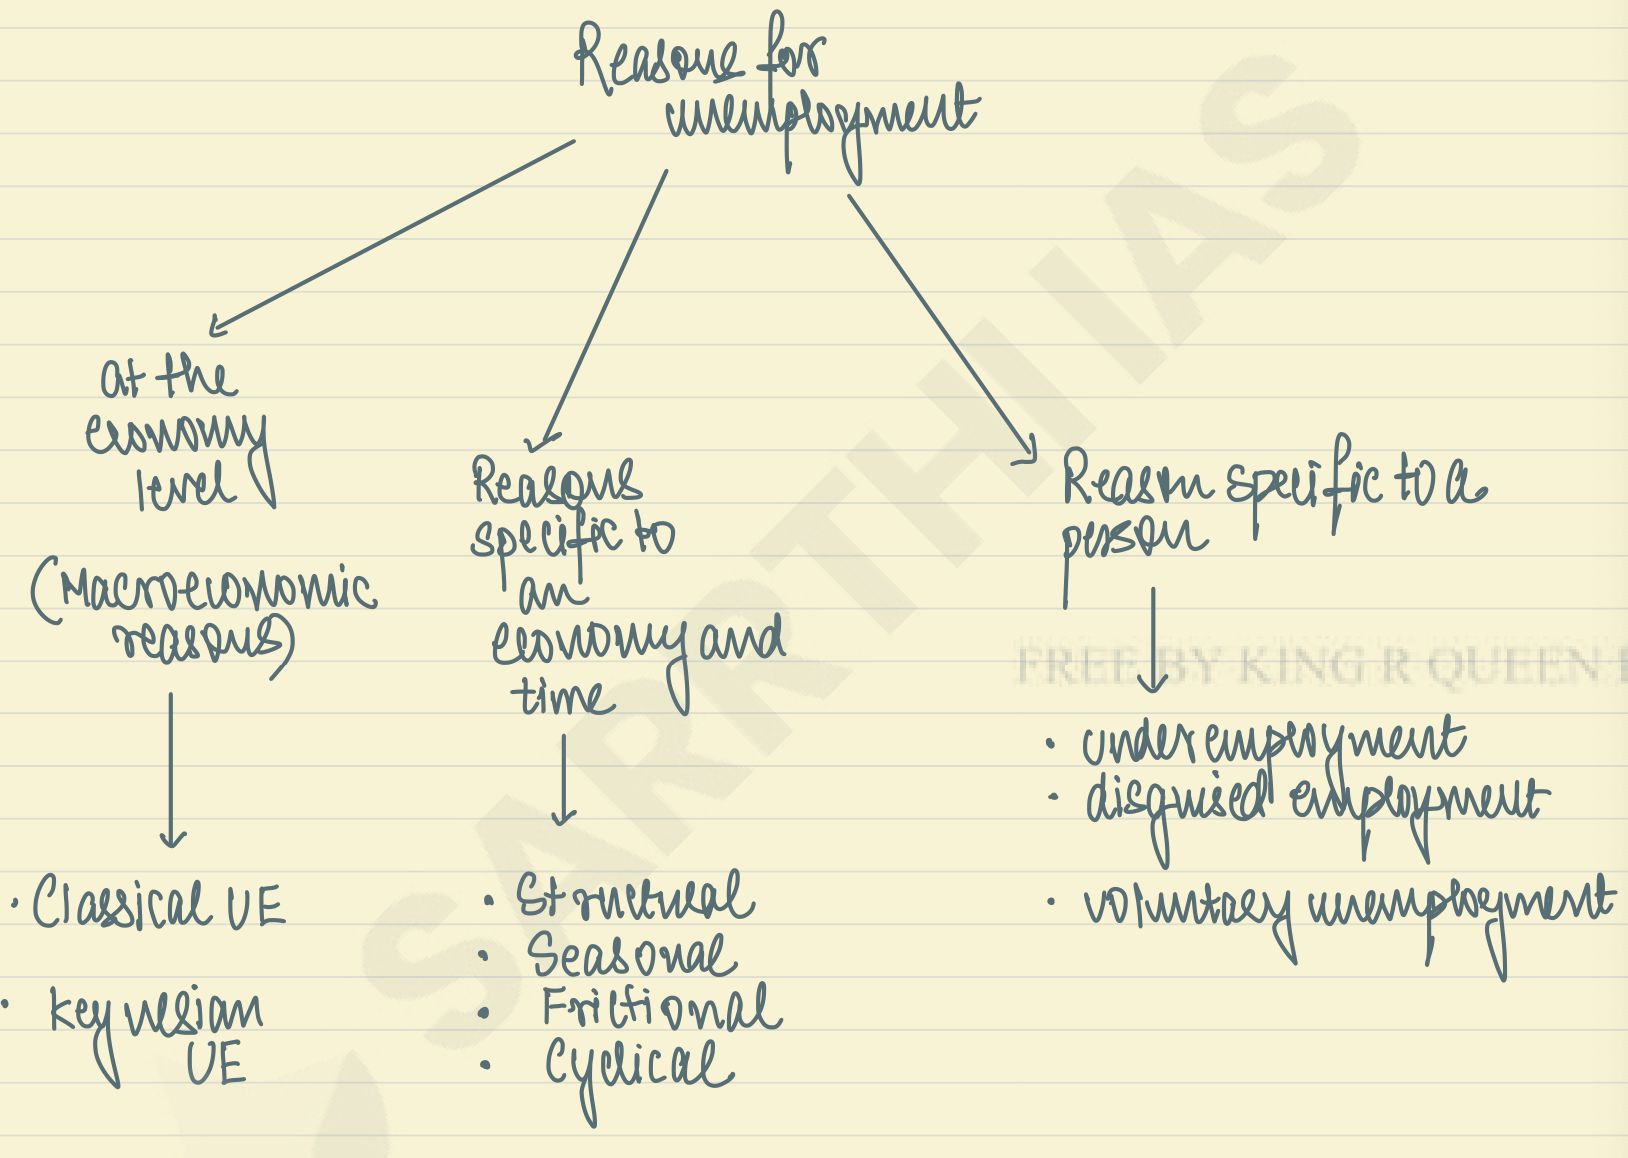 Reasons for
unemployment
at the
economy
level
(Macroeconomic
reasons)
• Classical UE
• Keynesian
UE
Reasons
specific to
an
economy and
time
• Structural
• Seasonal
• Frictional
• Cyclical
Reason specific to a
person
• underemployment
• disguised employment
• voluntary unemployment
SARRTHI IAS
FREE BY KING R QUEEN